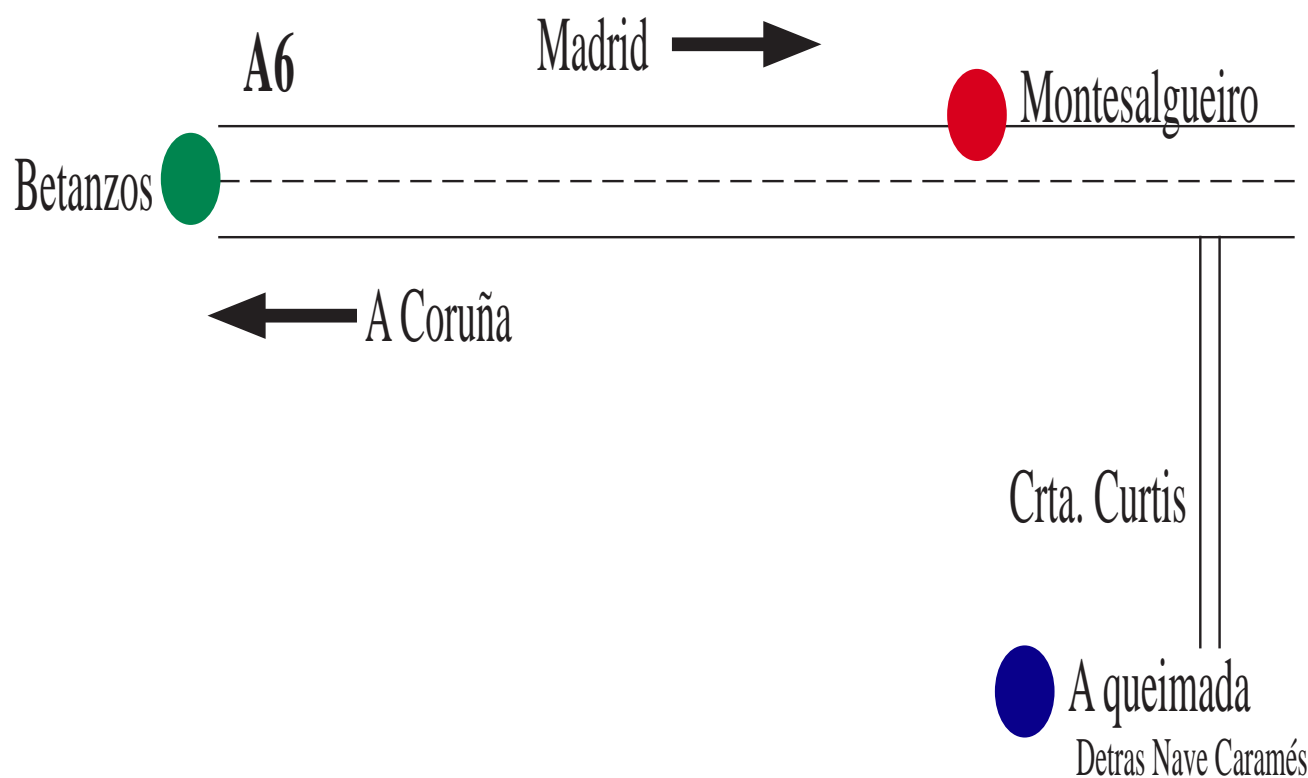 A6
Madrid
Montesalgueiro
Betanzos
A Coruña
Crta. Curtis
A queimada
Detras Nave Caramés